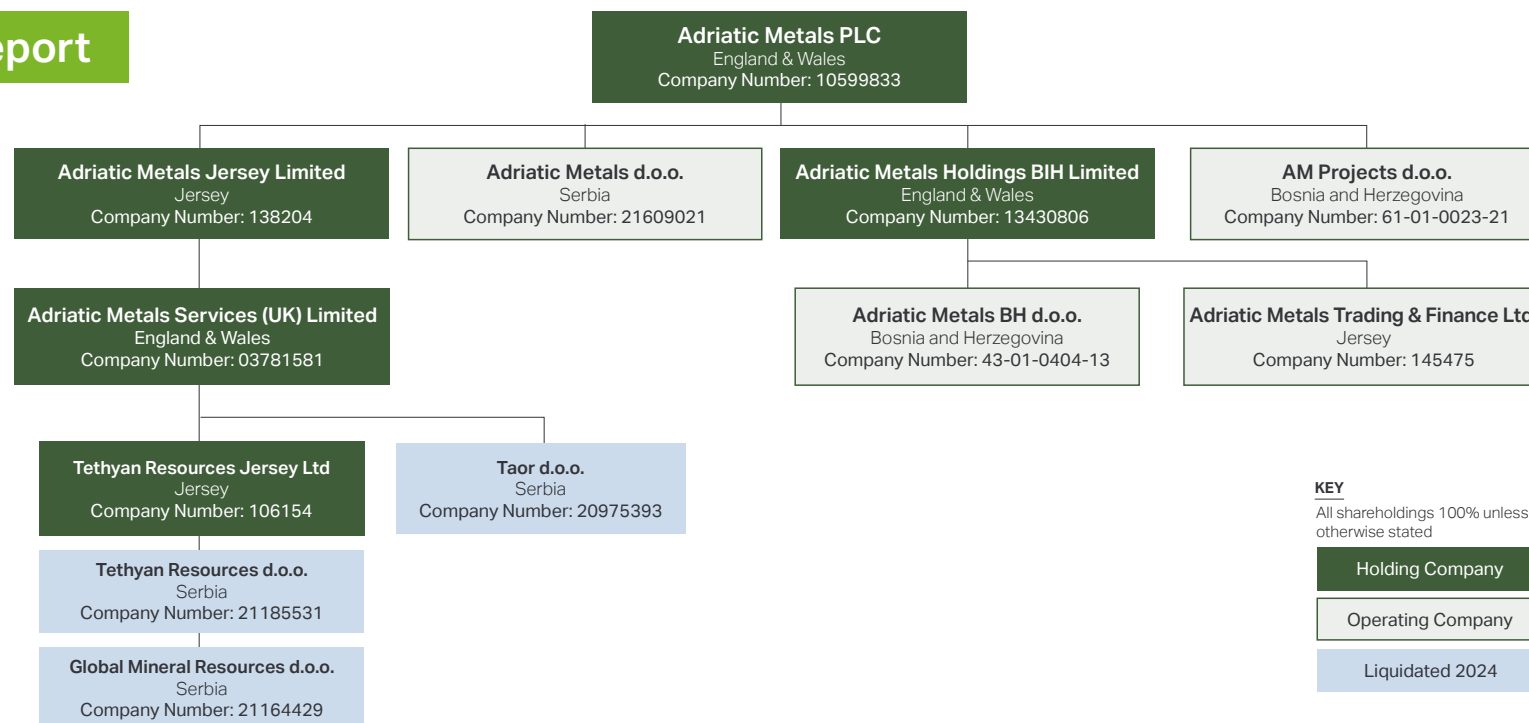 eport
Adriatic Metals PLC
England & Wales
Company Number: 10599833
Adriatic Metals Jersey Limited
Jersey
Company Number: 138204
Adriatic Metals d.o.o.
Serbia
Company Number: 21609021
Adriatic Metals Holdings BIH Limited
England & Wales
Company Number: 13430806
AM Projects d.o.o.
Bosnia and Herzegovina
Company Number: 61-01-0023-21
Adriatic Metals Services (UK) Limited
England & Wales
Company Number: 03781581
Adriatic Metals BH d.o.o.
Bosnia and Herzegovina
Company Number: 43-01-0404-13
Adriatic Metals Trading & Finance Ltd
Jersey
Company Number: 145475
Tethyan Resources Jersey Ltd
Jersey
Company Number: 106154
Taor d.o.o.
Serbia
Company Number: 20975393
Tethyan Resources d.o.o.
Serbia
Company Number: 21185531
Global Mineral Resources d.o.o.
Serbia
Company Number: 21164429
KEY
All shareholdings 100% unless
otherwise stated
Holding Company
Operating Company
Liquidated 2024